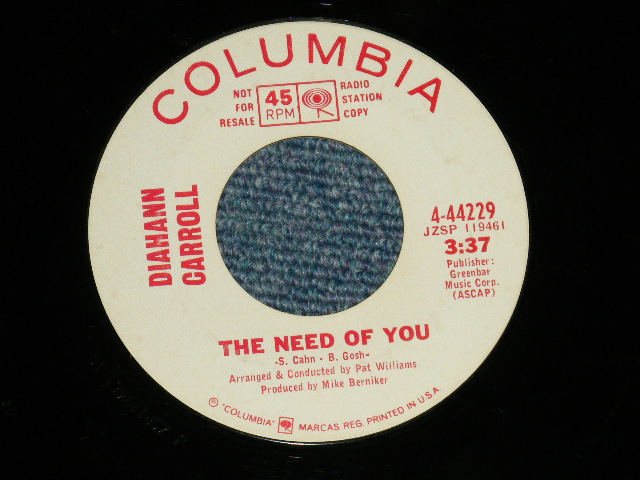 COLUMBIA
NOT FOR RESALE
45 RPM
RADIO STATION COPY
DIAHANN CARROLL
4-44229
JZSP 119461
3:37
Publisher:
Greenbar
Music Corp.
(ASCAP)
THE NEED OF YOU
-S. Cahn - B. Gosh-
Arranged & Conducted by Pat Williams
Produced by Mike Berniker
Ⓟ "COLUMBIA" MARCAS REG. PRINTED IN U.S.A.